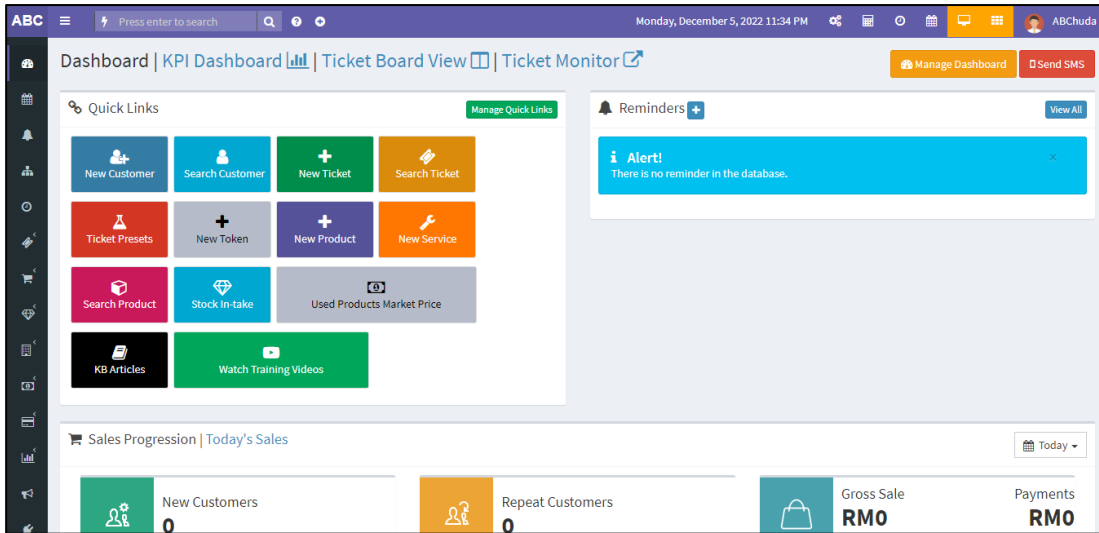 ABC
Press enter to search
Monday, December 5, 2022 11:34 PM
ABChuda
Dashboard | KPI Dashboard | Ticket Board View | Ticket Monitor
Manage Dashboard
Send SMS
Quick Links
Manage Quick Links
New Customer
Search Customer
New Ticket
Search Ticket
Ticket Presets
New Token
New Product
New Service
Search Product
Stock In-take
Used Products Market Price
KB Articles
Watch Training Videos
Reminders
View All
Alert!
There is no reminder in the database.
Sales Progression | Today's Sales
Today
New Customers
0
Repeat Customers
0
Gross Sale
RM0
Payments
RM0